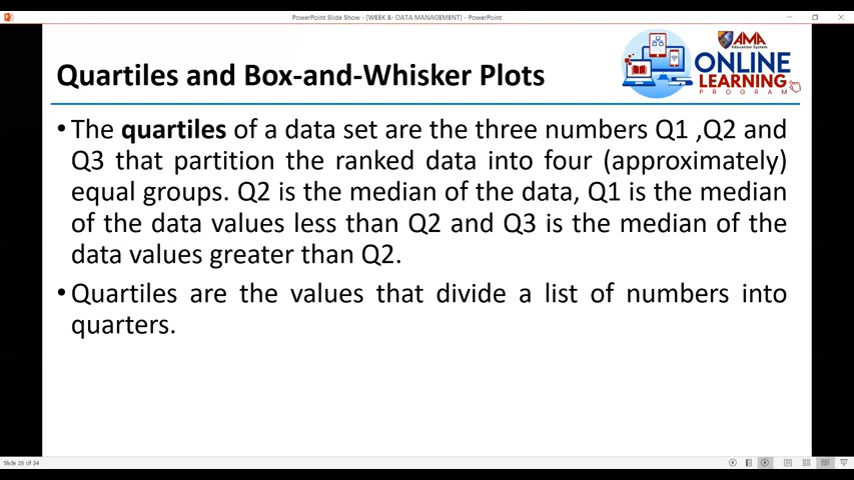 PowerPoint Slide Show - [WEEK 8- DATA MANAGEMENT] - PowerPoint
AMA
Education System
ONLINE
LEARNING
PROGRAM
Quartiles and Box-and-Whisker Plots
• The quartiles of a data set are the three numbers Q1 ,Q2 and
Q3 that partition the ranked data into four (approximately)
equal groups. Q2 is the median of the data, Q1 is the median
of the data values less than Q2 and Q3 is the median of the
data values greater than Q2.
• Quartiles are the values that divide a list of numbers into
quarters.
Slide 26 of 34